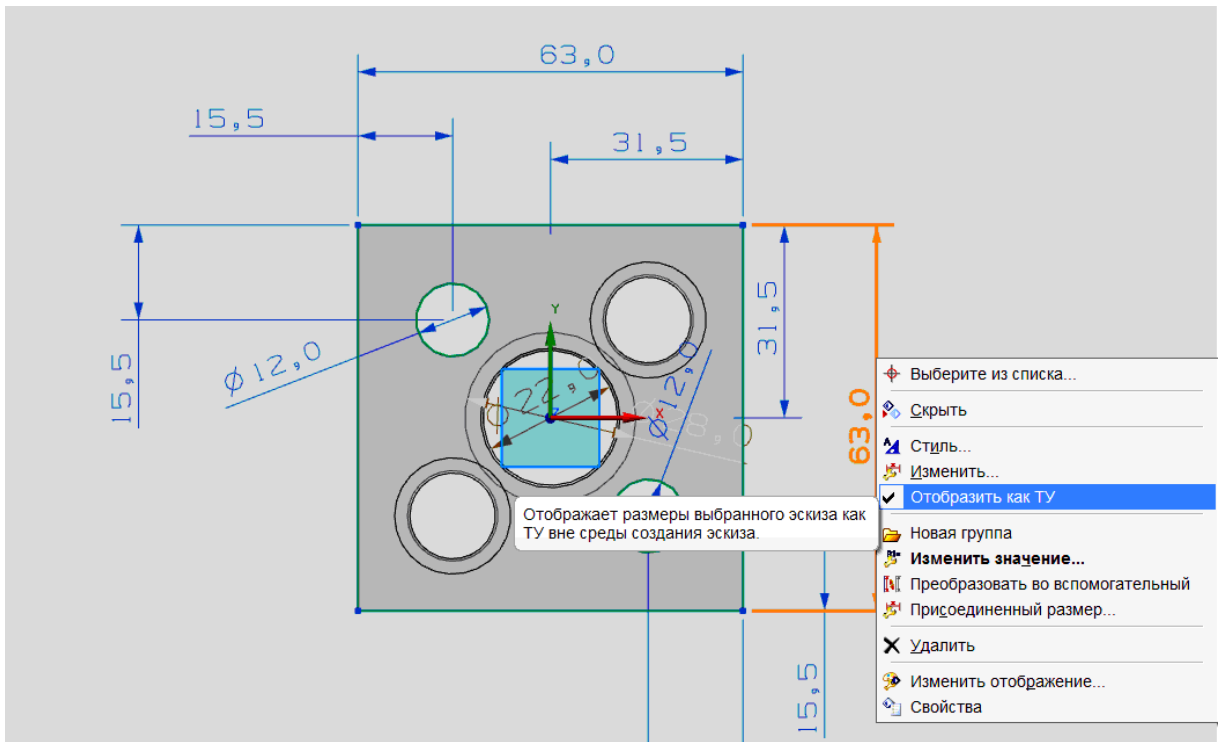 63,0
15,5
31,5
31,5
15,5
Ø12,0
Ø22,0
Ø12,0
Ø28,0
63,0
15,5
Y
X
Z
Выберите из списка...
Скрыть
Стиль...
Изменить...
Отобразить как ТУ
Новая группа
Изменить значение...
Преобразовать во вспомогательный
Присоединенный размер...
Удалить
Изменить отображение...
Свойства
Отображает размеры выбранного эскиза как
ТУ вне среды создания эскиза.